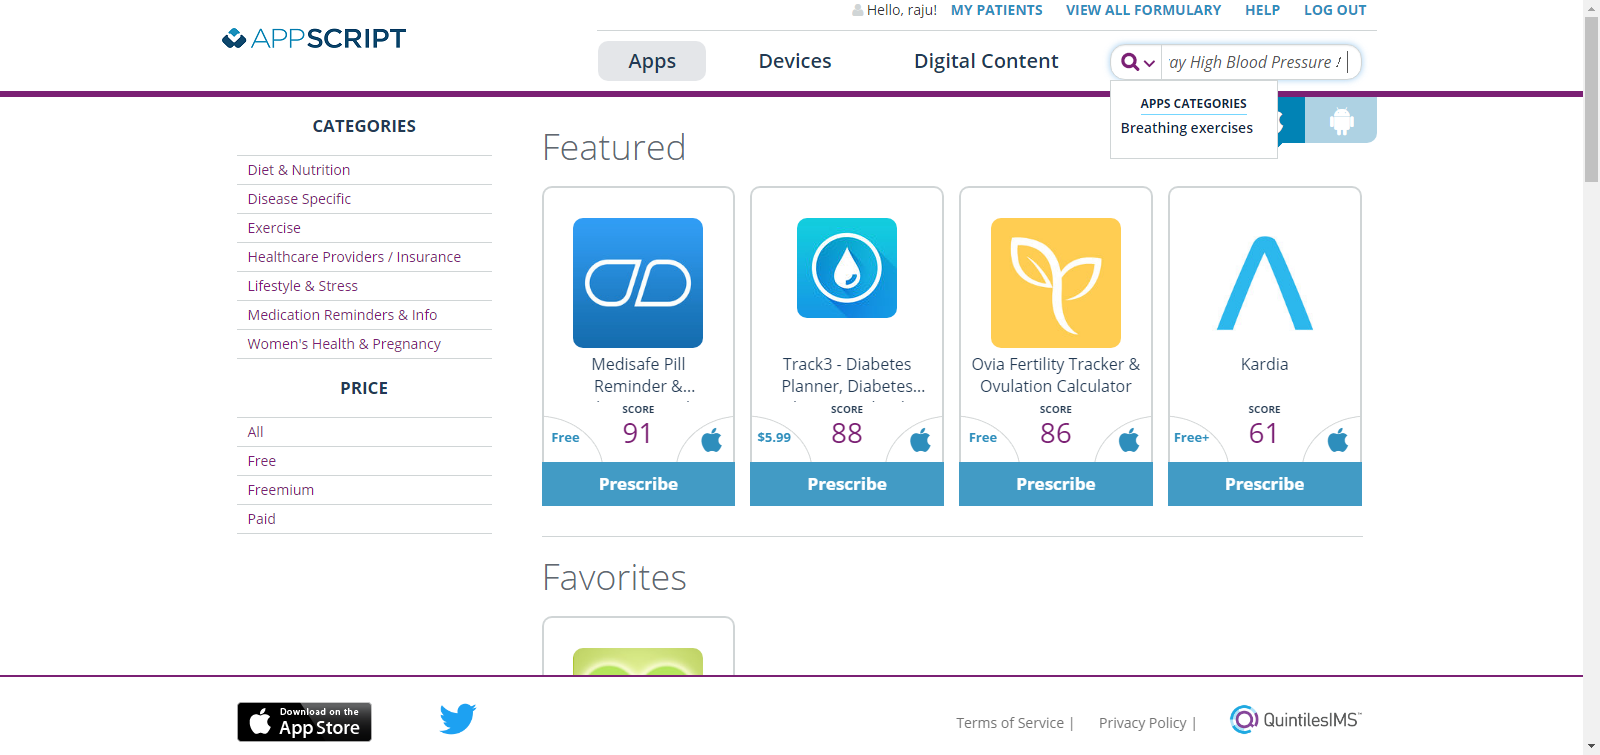 Hello, raju! MY PATIENTS VIEW ALL FORMULARY HELP LOG OUT
APPSCRIPT
Apps Devices Digital Content
ay High Blood Pressure
APPS CATEGORIES
Breathing exercises
CATEGORIES
Diet & Nutrition
Disease Specific
Exercise
Healthcare Providers / Insurance
Lifestyle & Stress
Medication Reminders & Info
Women's Health & Pregnancy
PRICE
All
Free
Freemium
Paid
Featured
Medisafe Pill
Reminder &...
SCORE
Free 91
Prescribe
Track3 - Diabetes
Planner, Diabetes...
SCORE
$5.99 88
Prescribe
Ovia Fertility Tracker &
Ovulation Calculator
SCORE
Free 86
Prescribe
Kardia
SCORE
Free+ 61
Prescribe
Favorites
Download on the
App Store
Terms of Service |
Privacy Policy |
QuintilesIMS™